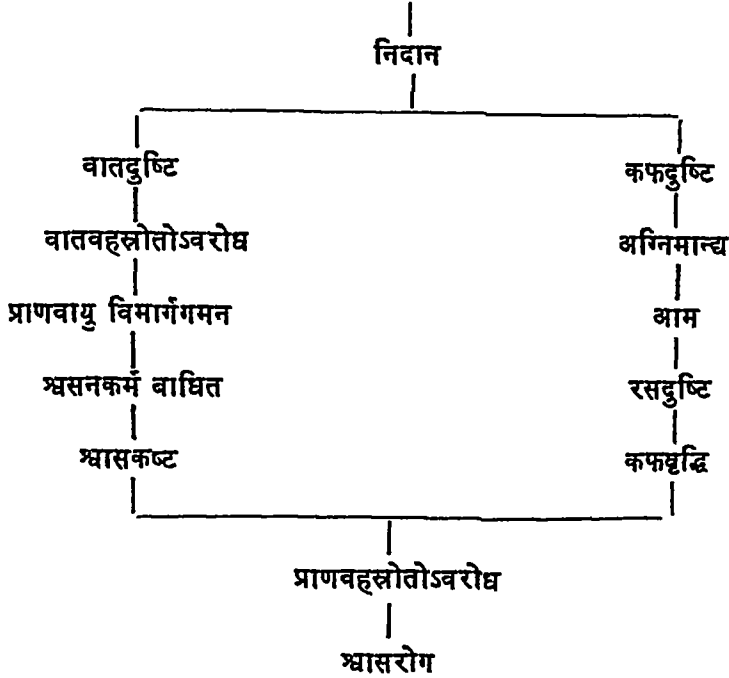 निदान
वातदुष्टि
कफदुष्टि
वातवहस्रोतोऽवरोध
अग्निमान्द्य
प्राणवायु विमार्गगमन
आम
श्वसनकर्म बाधित
रसदुष्टि
श्वासकष्ट
कफवृद्धि
प्राणवहस्रोतोऽवरोध
श्वासरोग